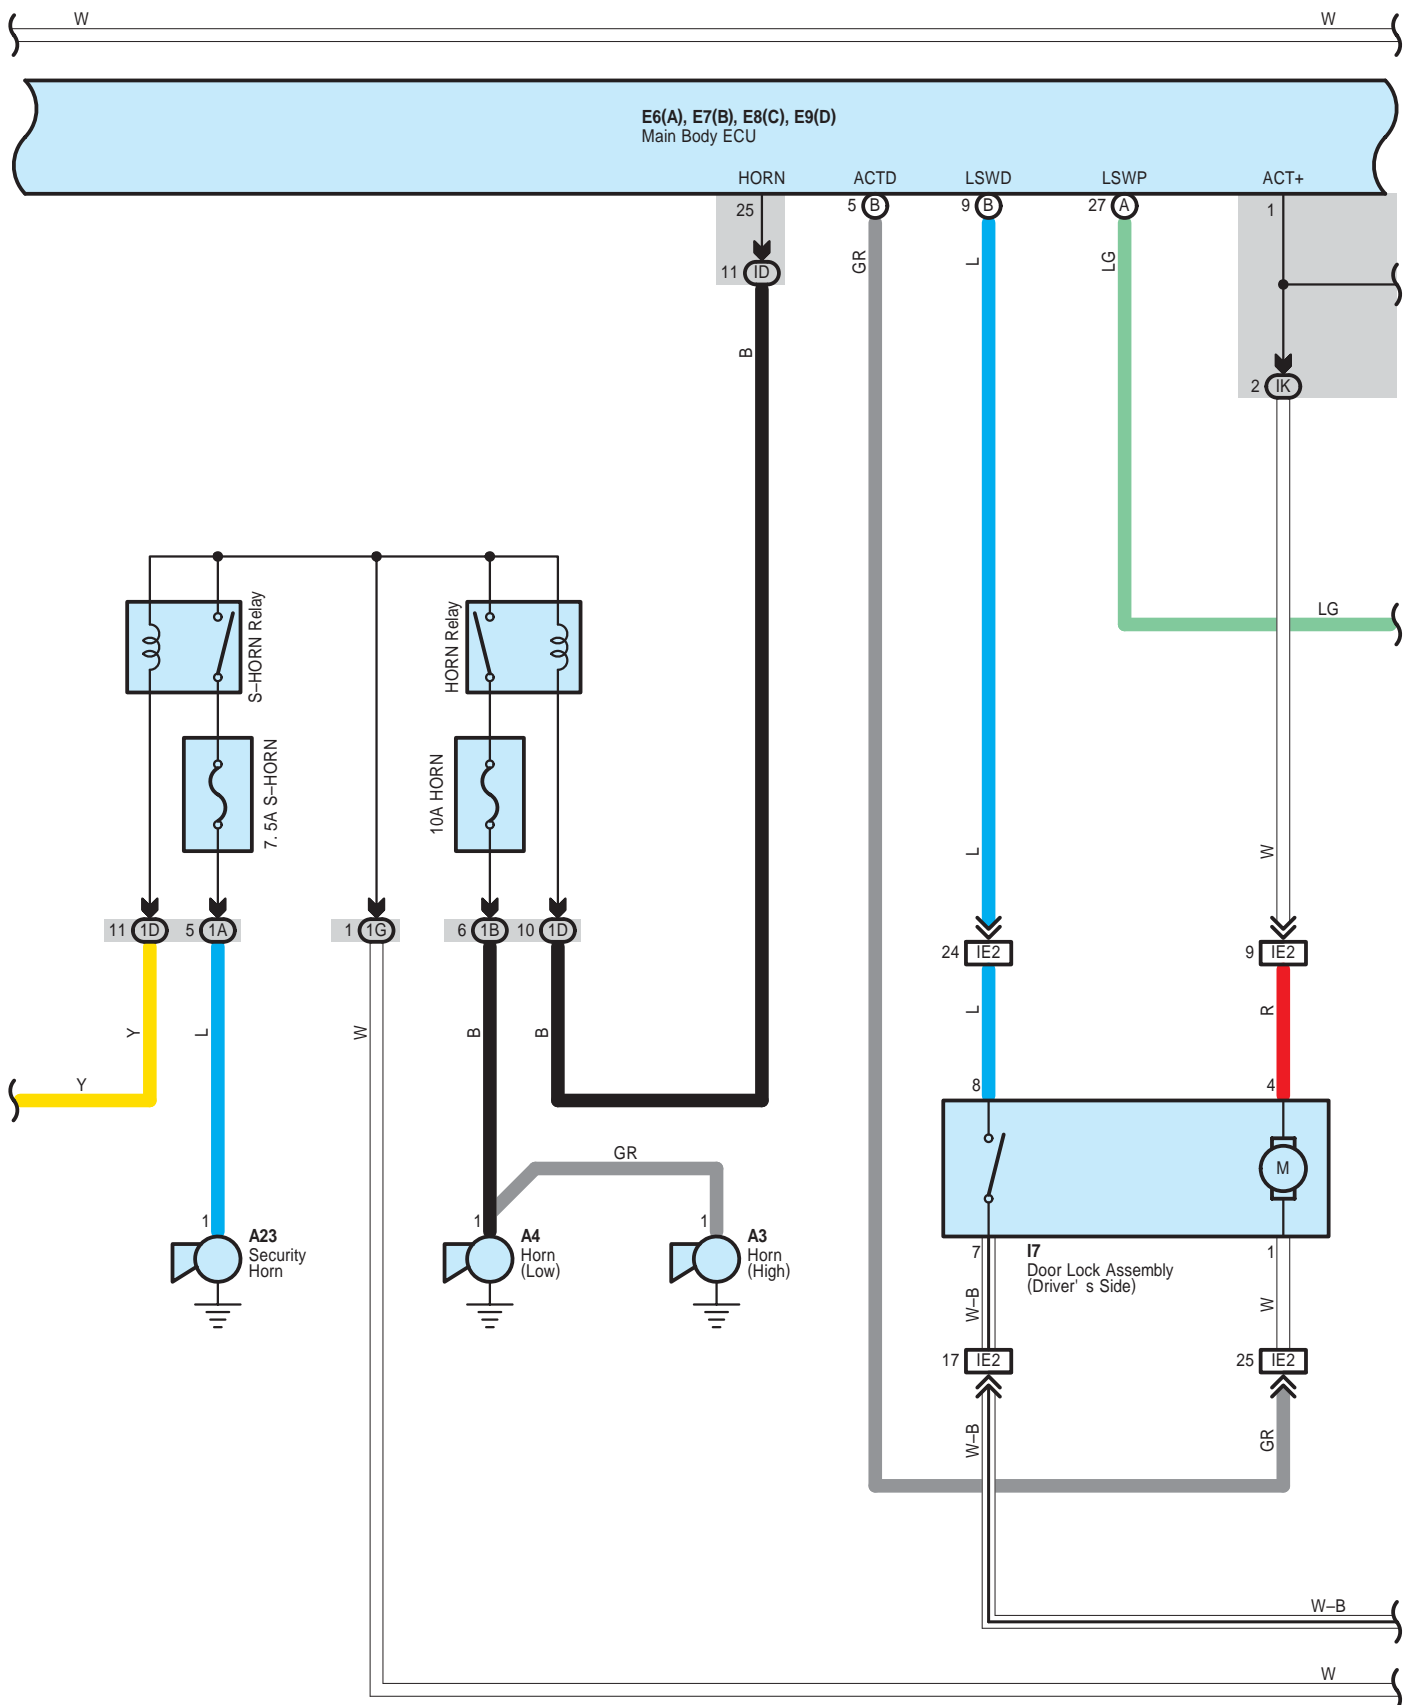 W W
E6(A), E7(B), E8(C), E9(D)
Main Body ECU
HORN ACTD LSWD LSWP ACT+
25 5 B 9 B 27 A 1
GR L LG
11 ID
B
2 IK
S–HORN Relay
HORN Relay
LG
7. 5A S–HORN
10A HORN
L W
11 1D 5 1A 1 1G 6 1B 10 1D
24 IE2 9 IE2
Y L W B B L R
Y
8 4
GR
M
1 1 1
A23
Security
Horn
A4
Horn
(Low)
A3
Horn
(High)
7 1
I7
Door Lock Assembly
(Driver' s Side)
W–B W
17 IE2 25 IE2
W–B GR
W–B
W